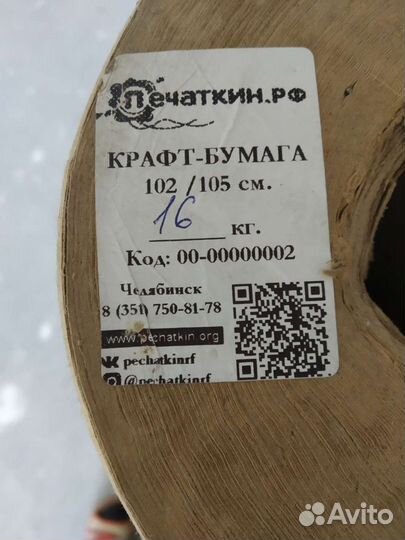 Печаткин.рф
КРАФТ-БУМАГА
102 /105 см.
16 кг.
Код: 00-00000002
Челябинск
8 (351) 750-81-78
www.pechatkin.org
pechatkinrf
@pechatkinrf
Avito